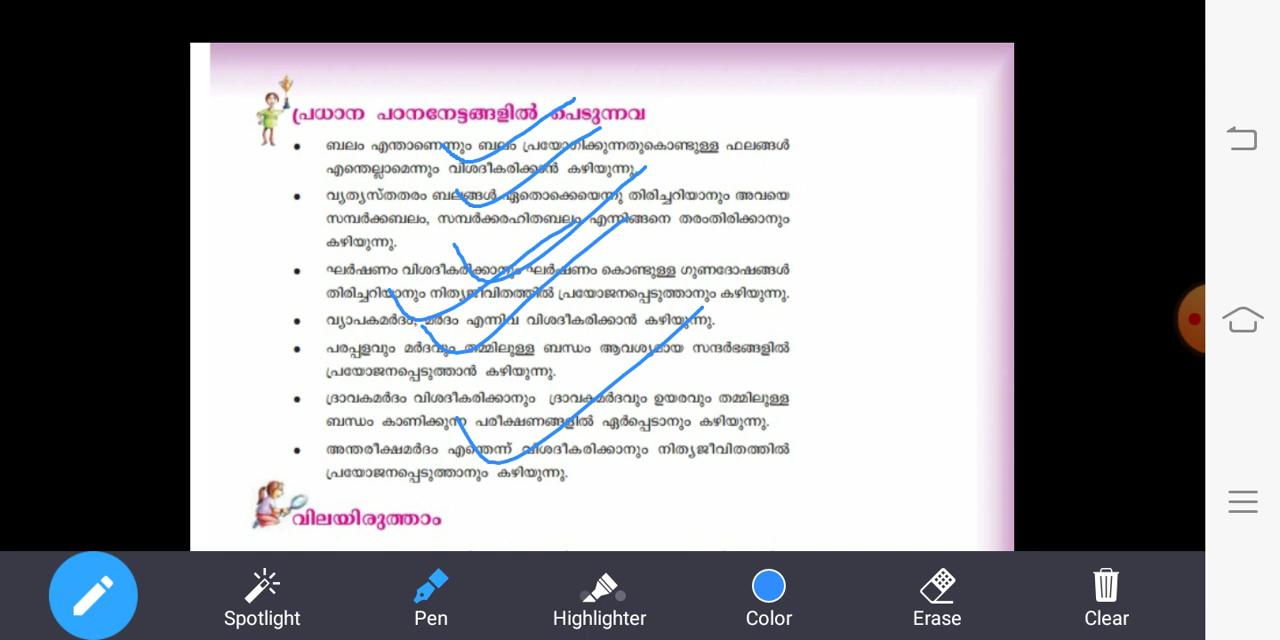 പ്രധാന പഠനനേട്ടങ്ങളിൽ പെടുന്നവ
• ബലം എന്താണെന്നും ബലം പ്രയോഗിക്കുന്നതുകൊണ്ടുള്ള ഫലങ്ങൾ
എന്തെല്ലാമെന്നും വിശദീകരിക്കാൻ കഴിയുന്നു.
• വ്യത്യസ്തതരം ബലങ്ങൾ ഏതൊക്കെയെന്നു തിരിച്ചറിയാനും അവയെ
സമ്പർക്കബലം, സമ്പർക്കരഹിതബലം എന്നിങ്ങനെ തരംതിരിക്കാനും
കഴിയുന്നു.
• ഘർഷണം വിശദീകരിക്കാനും ഘർഷണം കൊണ്ടുള്ള ഗുണദോഷങ്ങൾ
തിരിച്ചറിയാനും നിത്യജീവിതത്തിൽ പ്രയോജനപ്പെടുത്താനും കഴിയുന്നു.
• വ്യാപകമർദം, മർദം എന്നിവ വിശദീകരിക്കാൻ കഴിയുന്നു.
• പരപ്പളവും മർദവും തമ്മിലുള്ള ബന്ധം ആവശ്യമായ സന്ദർഭങ്ങളിൽ
പ്രയോജനപ്പെടുത്താൻ കഴിയുന്നു.
• ദ്രാവകമർദം വിശദീകരിക്കാനും ദ്രാവകമർദവും ഉയരവും തമ്മിലുള്ള
ബന്ധം കാണിക്കുന്ന പരീക്ഷണങ്ങളിൽ ഏർപ്പെടാനും കഴിയുന്നു.
• അന്തരീക്ഷമർദം എന്തെന്ന് വിശദീകരിക്കാനും നിത്യജീവിതത്തിൽ
പ്രയോജനപ്പെടുത്താനും കഴിയുന്നു.
വിലയിരുത്താം
Spotlight Pen Highlighter Color Erase Clear